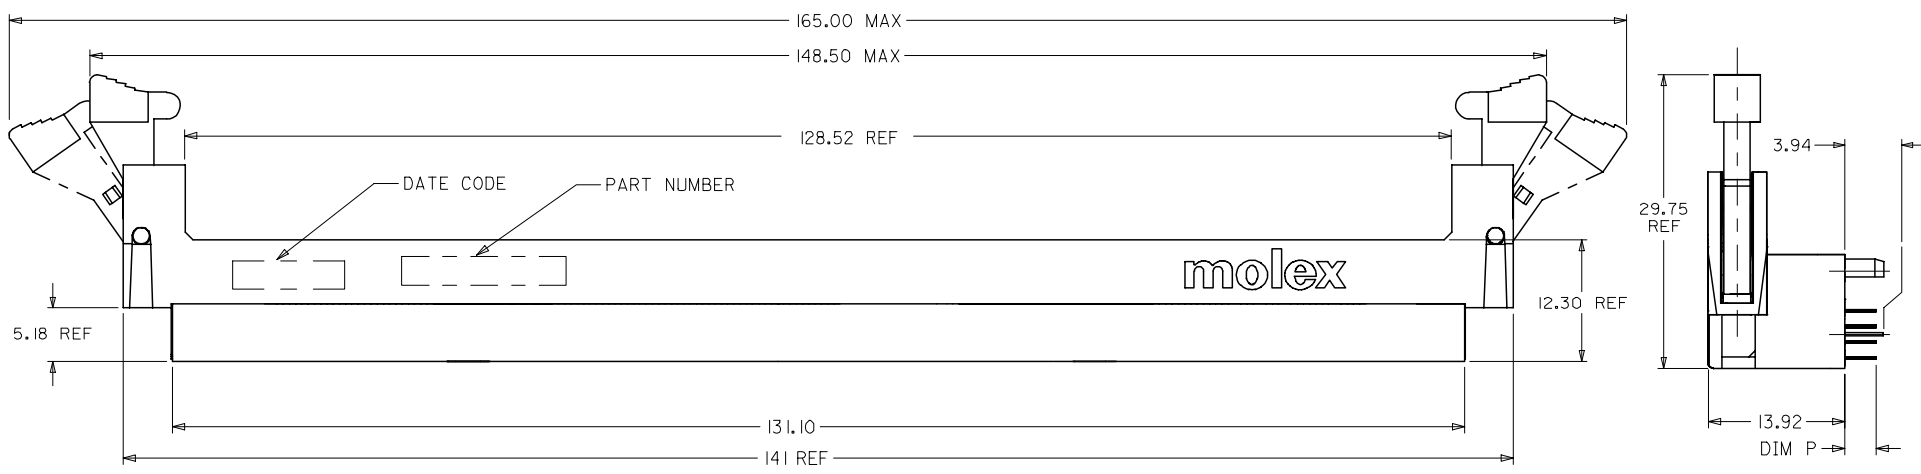 165.00 MAX
148.50 MAX
128.52 REF
3.94
DATE CODE
PART NUMBER
29.75
REF
molex
5.18 REF
12.30 REF
131.10
13.92
DIM P
141 REF